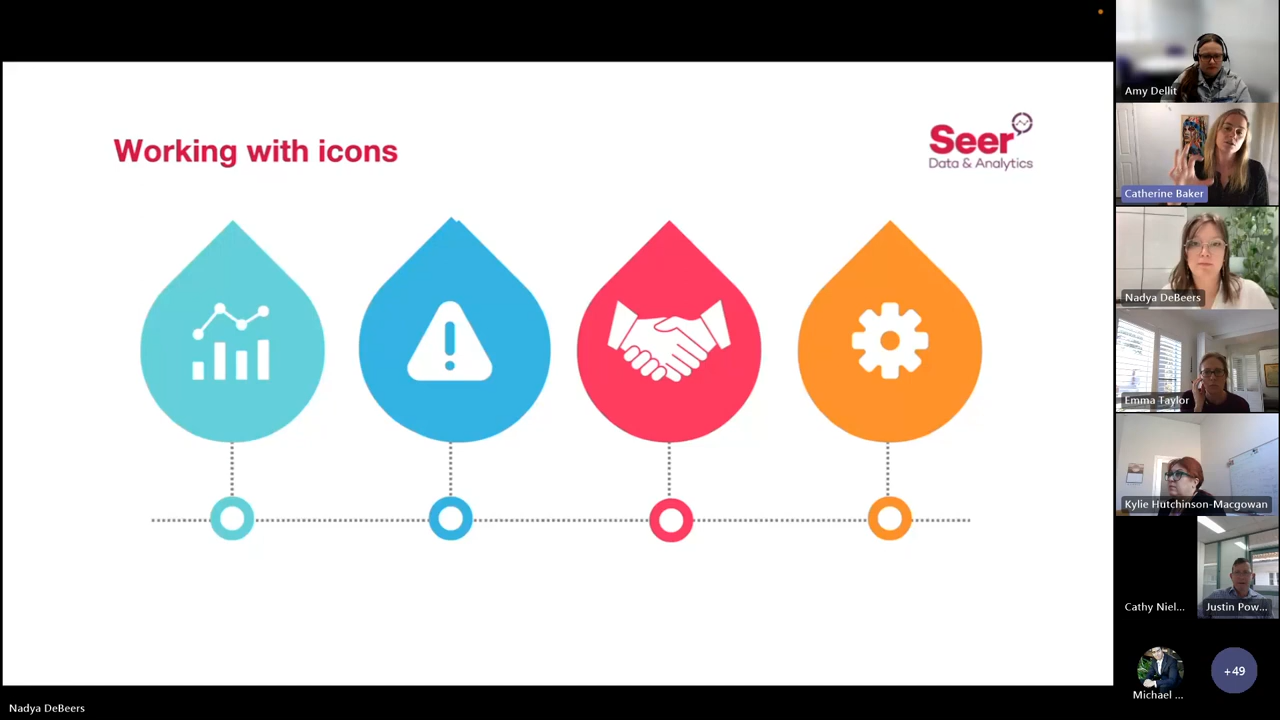 Working with icons
Seer
Data & Analytics
Amy Dellit
Catherine Baker
Nadya DeBeers
Emma Taylor
Kylie Hutchinson-Macgowan
Cathy Niel...
Justin Pow...
Michael ...
+49
Nadya DeBeers